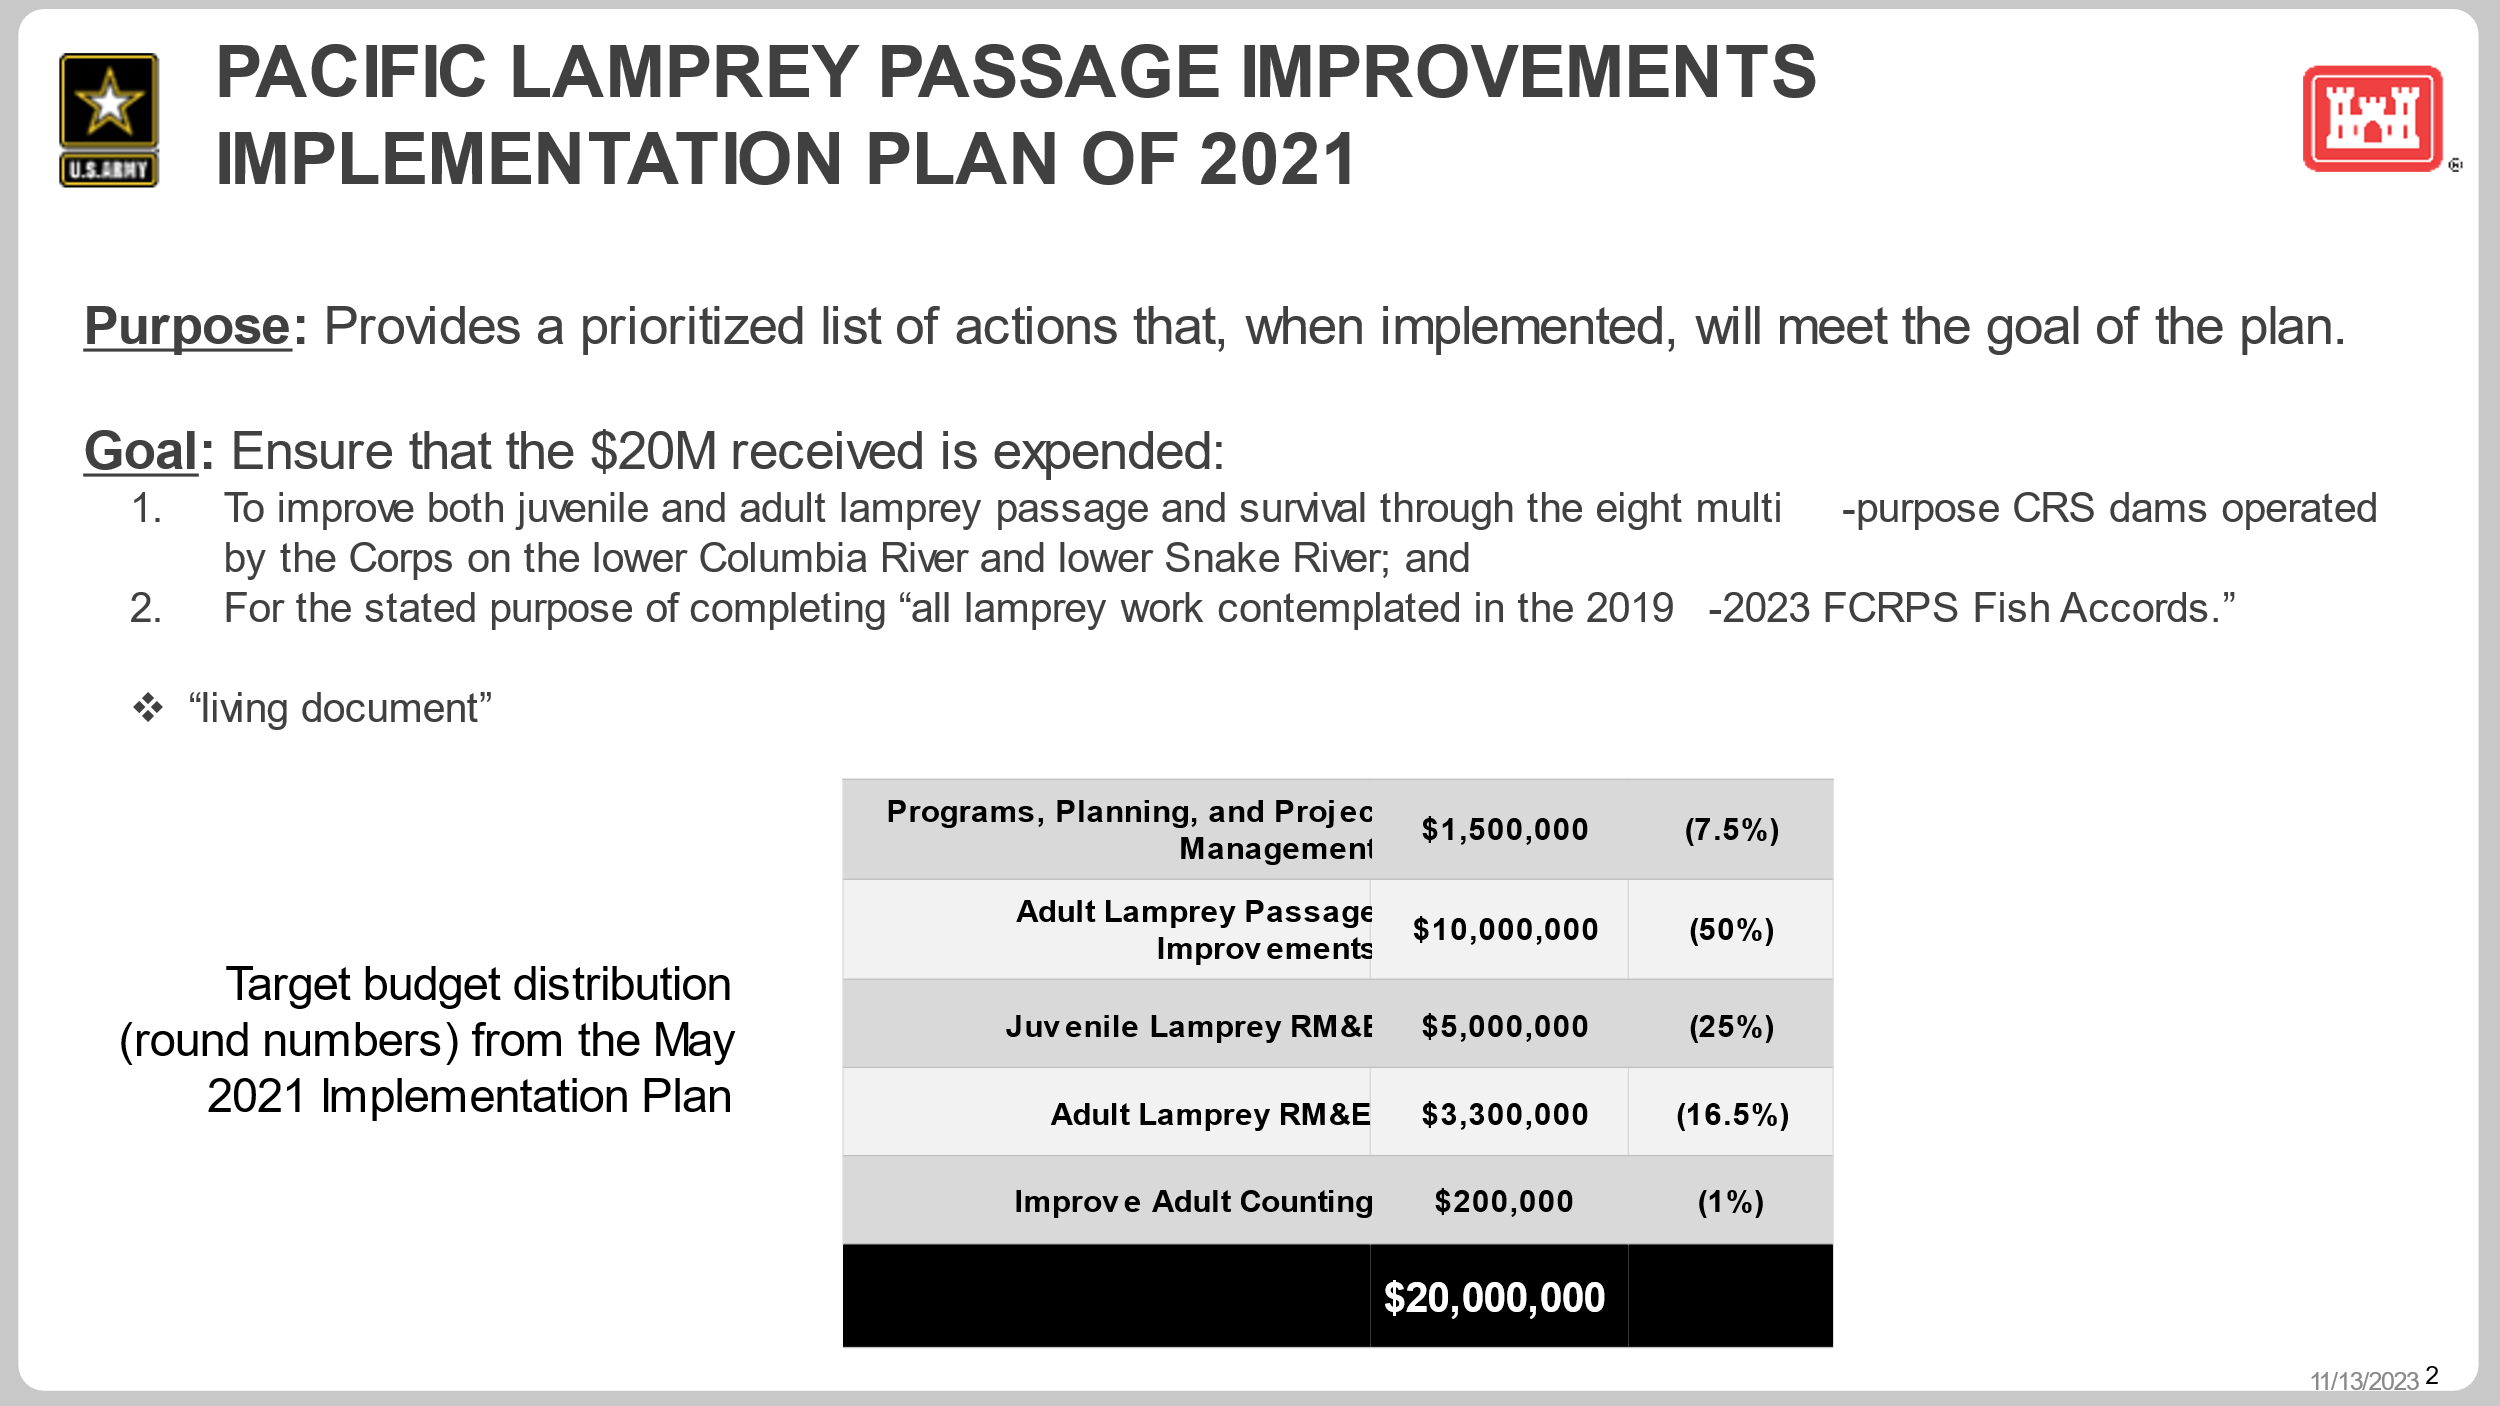 PACIFIC LAMPREY PASSAGE IMPROVEMENTS
IMPLEMENTATION PLAN OF 2021
U.S.ARMY
®
Purpose: Provides a prioritized list of actions that, when implemented, will meet the goal of the plan.
Goal: Ensure that the $20M received is expended:
1. To improve both juvenile and adult lamprey passage and survival through the eight multi -purpose CRS dams operated
by the Corps on the lower Columbia River and lower Snake River; and
2. For the stated purpose of completing “all lamprey work contemplated in the 2019 -2023 FCRPS Fish Accords.”
❖ “living document”
Target budget distribution
(round numbers) from the May
2021 Implementation Plan
Programs, Planning, and Projec
Management
$1,500,000 (7.5%)
Adult Lamprey Passage
Improvements
$10,000,000 (50%)
Juvenile Lamprey RM&E $5,000,000 (25%)
Adult Lamprey RM&E $3,300,000 (16.5%)
Improve Adult Counting $200,000 (1%)
$20,000,000
11/13/2023 2